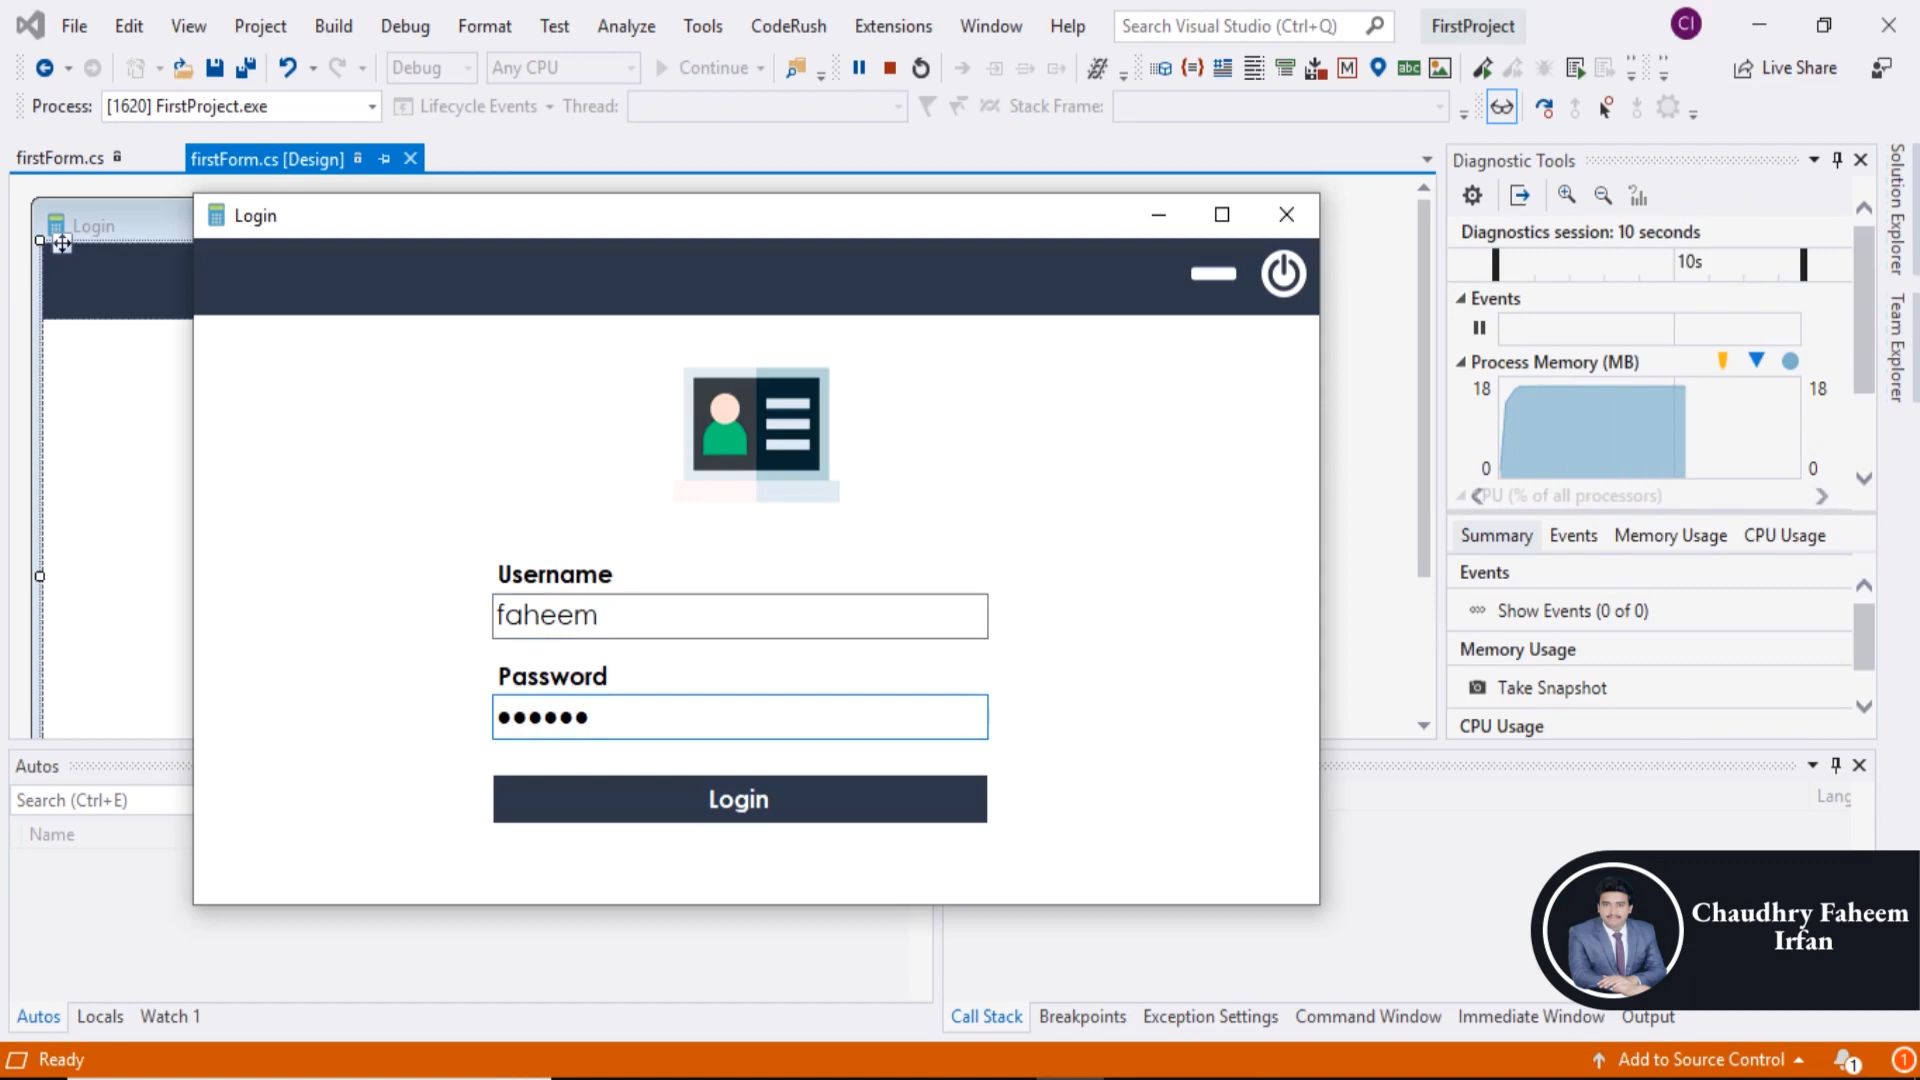 File Edit View Project Build Debug Format Test Analyze Tools CodeRush Extensions Window Help Search Visual Studio (Ctrl+Q) FirstProject CI
Debug Any CPU Continue Live Share
Process: [1620] FirstProject.exe Lifecycle Events Thread: Stack Frame:
firstForm.cs firstForm.cs [Design]
Login
Login
Username
faheem
Password
●●●●●●
Login
Diagnostic Tools
Diagnostics session: 10 seconds
10s
Events
Process Memory (MB)
18 18
0 0
CPU (% of all processors)
Summary Events Memory Usage CPU Usage
Events
Show Events (0 of 0)
Memory Usage
Take Snapshot
CPU Usage
Solution Explorer
Team Explorer
Autos
Search (Ctrl+E)
Name
Lang
Autos Locals Watch 1
Call Stack Breakpoints Exception Settings Command Window Immediate Window Output
Chaudhry Faheem
Irfan
Ready Add to Source Control 1 1